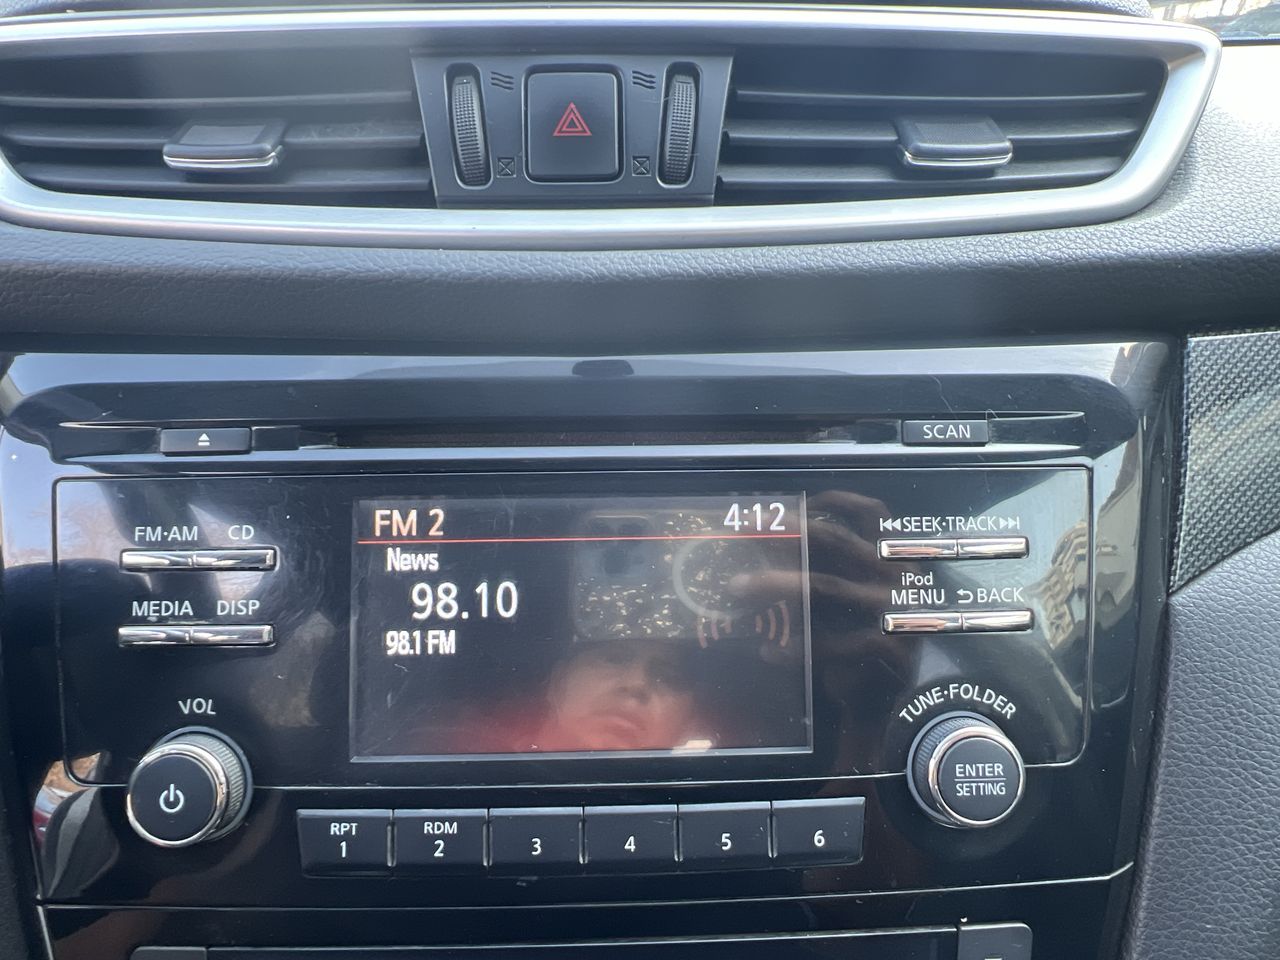 SCAN
FM·AM CD
FM 2 4:12
SEEK·TRACK
News
iPod
MENU BACK
98.10
MEDIA DISP
98.1 FM
VOL
TUNE·FOLDER
ENTER
SETTING
RPT
1
RDM
2
3
4
5
6